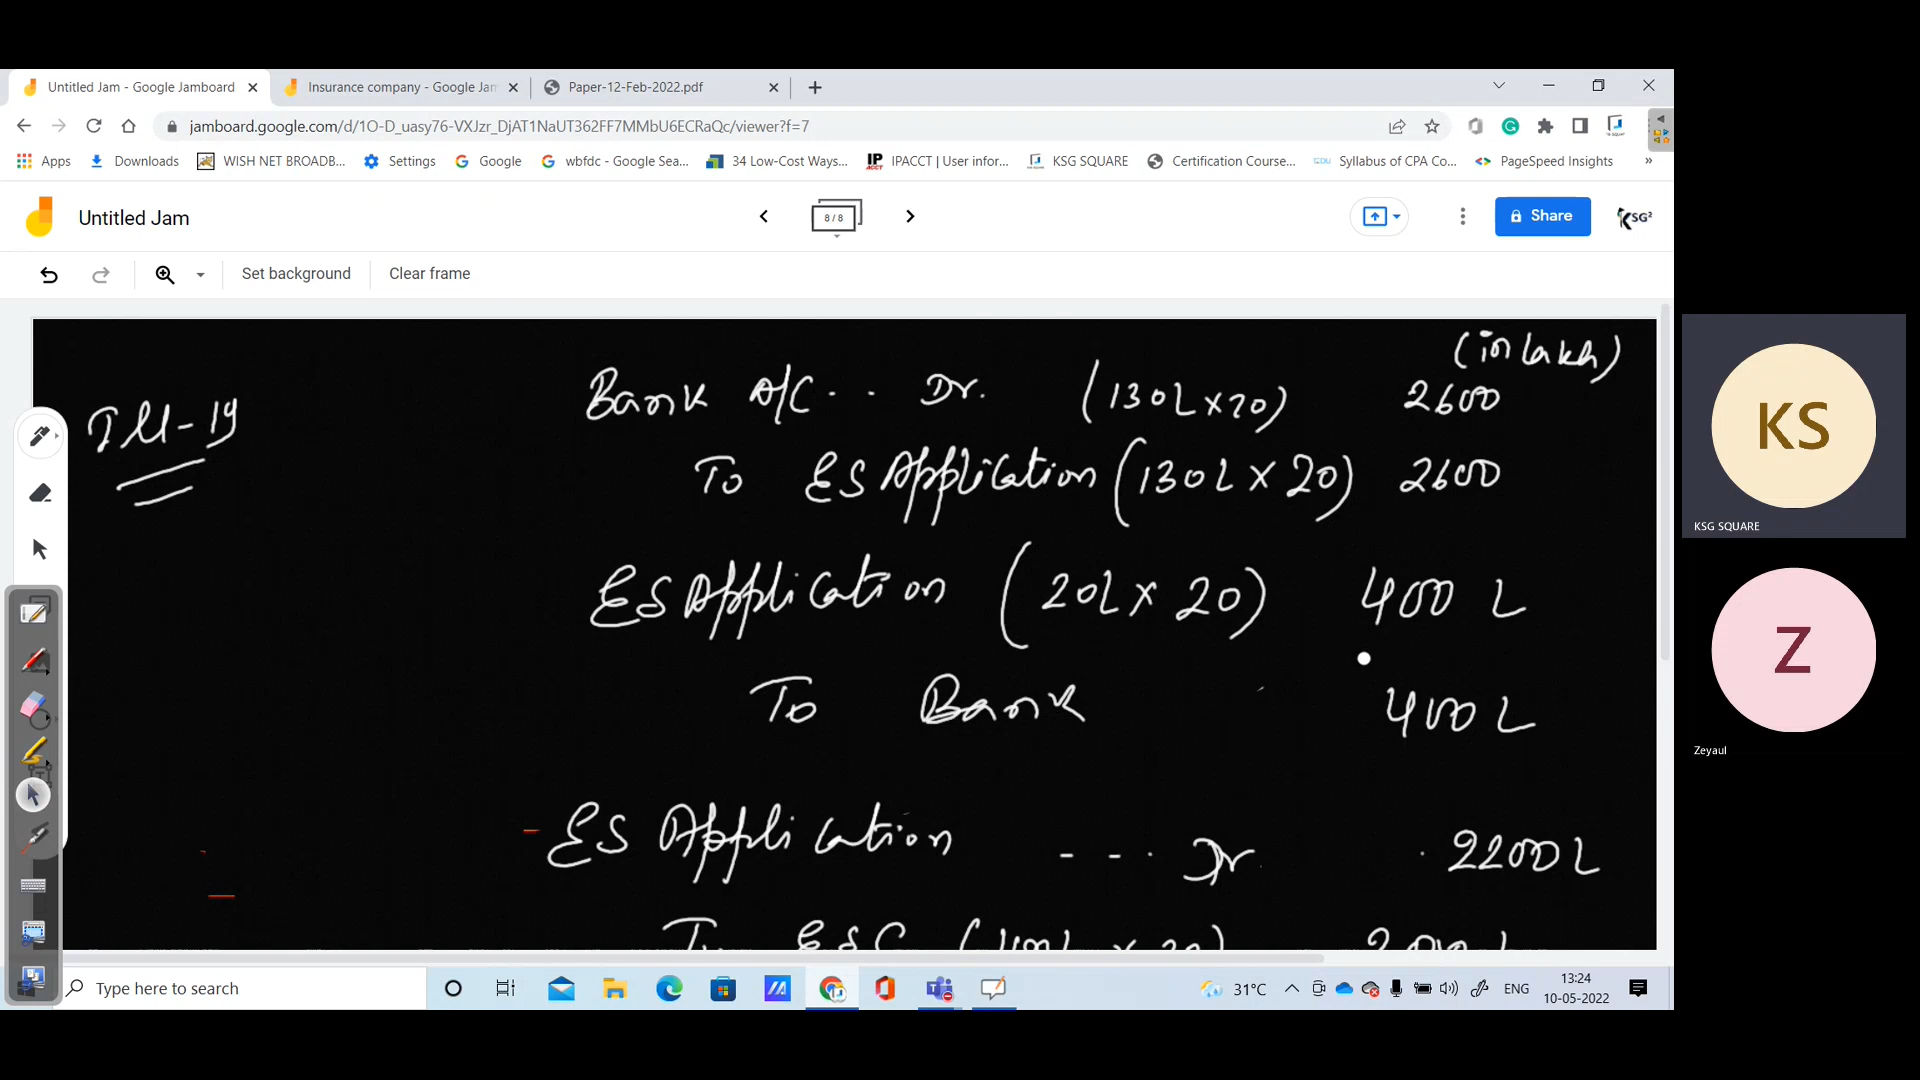 Untitled Jam - Google Jamboard
Insurance company - Google Jam
Paper-12-Feb-2022.pdf
jamboard.google.com/d/1O-D_uasy76-VXJzr_DjAT1NaUT362FF7MMbU6ECRaQc/viewer?f=7
Apps Downloads WISH NET BROADB... Settings Google wbfdc - Google Sea... 34 Low-Cost Ways... IPACCT | User infor... KSG SQUARE Certification Course... Syllabus of CPA Co... PageSpeed Insights »
Untitled Jam
8 / 8
Share
KSG²
Set background
Clear frame
(in lakh)
Ill-19
Bank A/C . . Dr. (130L x 20) 2600
To ES Application (130L x 20) 2600
ES Application (20L x 20) 400 L
To Bank 400 L
ES Application - - . Dr 2200 L
To ESC
Type here to search
31°C
ENG
13:24
10-05-2022
KS
KSG SQUARE
Z
Zeyaul